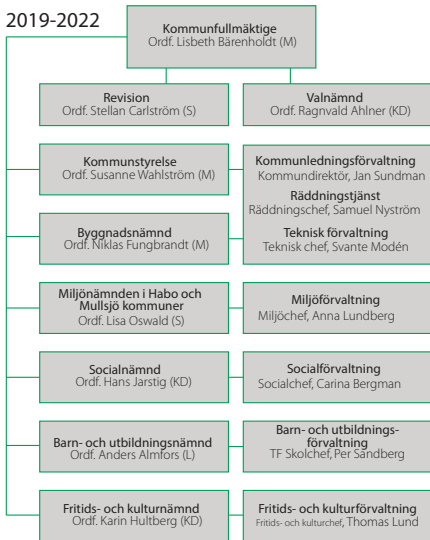 2019-2022
Kommunfullmäktige
Ordf. Lisbeth Bärenholdt (M)
Revision
Ordf. Stellan Carlström (S)
Valnämnd
Ordf. Ragnvald Ahlner (KD)
Kommunstyrelse
Ordf. Susanne Wahlström (M)
Kommunledningsförvaltning
Kommundirektör, Jan Sundman
Räddningstjänst
Räddningschef, Samuel Nyström
Teknisk förvaltning
Teknisk chef, Svante Modén
Byggnadsnämnd
Ordf. Niklas Fungbrandt (M)
Miljönämnden i Habo och
Mullsjö kommuner
Ordf. Lisa Oswald (S)
Miljöförvaltning
Miljöchef, Anna Lundberg
Socialnämnd
Ordf. Hans Jarstig (KD)
Socialförvaltning
Socialchef, Carina Bergman
Barn- och utbildningsnämnd
Ordf. Anders Almfors (L)
Barn- och utbildnings-
förvaltning
TF Skolchef, Per Sandberg
Fritids- och kulturnämnd
Ordf. Karin Hultberg (KD)
Fritids- och kulturförvaltning
Fritids- och kulturchef, Thomas Lund